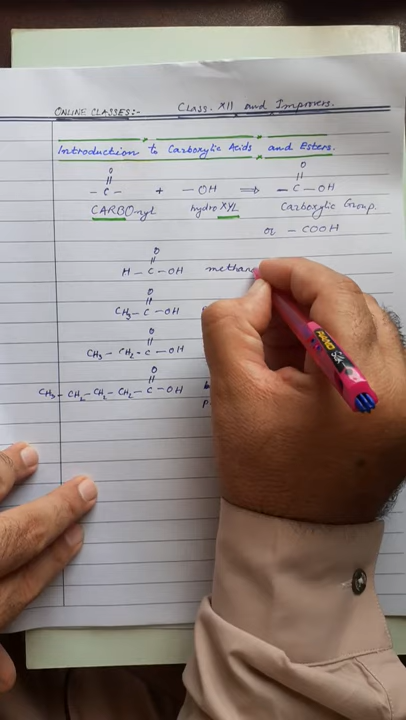 ONLINE CLASSES:- Class. XII and Improvers.
Introduction to Carboxylic Acids and Esters.
O O
|| ||
- C - + - OH ⇒ - C - OH
CARBOnyl hydroXYL Carboxylic Group.
or - COOH
O
||
H - C - OH methan
O
||
CH3 - C - OH
O
||
CH3 - CH2 - C - OH
O
||
CH3 - CH2 - CH2 - CH2 - C - OH b
p
PIANO